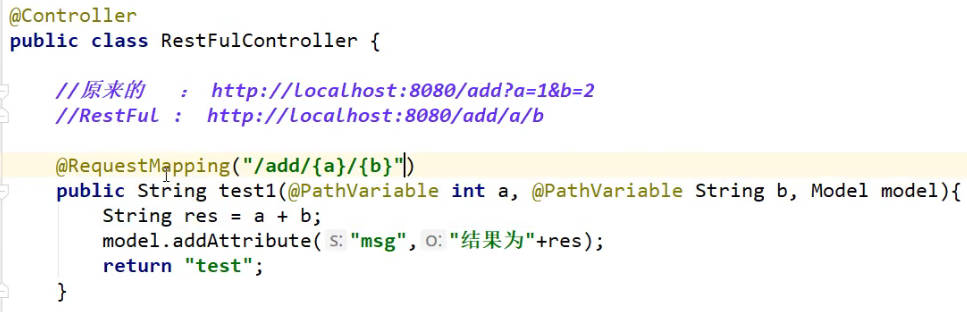 @Controller
public class RestFulController {
//原来的 : http://localhost:8080/add?a=1&b=2
//RestFul : http://localhost:8080/add/a/b
@RequestMapping("/add/{a}/{b}")
public String test1(@PathVariable int a, @PathVariable String b, Model model){
String res = a + b;
model.addAttribute( s: "msg", o: "结果为"+res);
return "test";
}